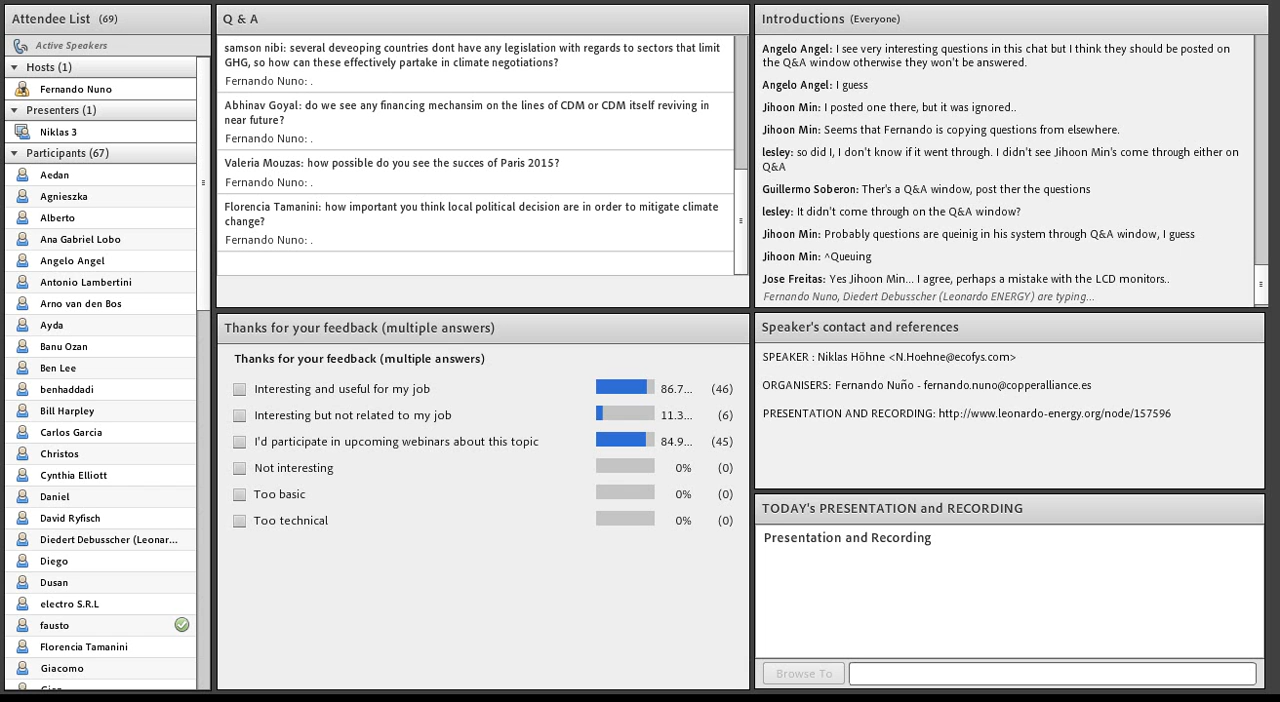 Attendee List (69)
Active Speakers
Hosts (1)
Fernando Nuno
Presenters (1)
Niklas 3
Participants (67)
Aedan
Agnieszka
Alberto
Ana Gabriel Lobo
Angelo Angel
Antonio Lambertini
Arno van den Bos
Ayda
Banu Ozan
Ben Lee
benhaddadi
Bill Harpley
Carlos Garcia
Christos
Cynthia Elliott
Daniel
David Ryfisch
Diedert Debusscher (Leonar...
Diego
Dusan
electro S.R.L
fausto
Florencia Tamanini
Giacomo
Q & A
samson nibi: several deveoping countries dont have any legislation with regards to sectors that limit
GHG, so how can these effectively partake in climate negotiations?
Fernando Nuno: .
Abhinav Goyal: do we see any financing mechansim on the lines of CDM or CDM itself reviving in
near future?
Fernando Nuno: .
Valeria Mouzas: how possible do you see the succes of Paris 2015?
Fernando Nuno: .
Florencia Tamanini: how important you think local political decision are in order to mitigate climate
change?
Fernando Nuno: .
Thanks for your feedback (multiple answers)
Thanks for your feedback (multiple answers)
Interesting and useful for my job 86.7... (46)
Interesting but not related to my job 11.3... (6)
I'd participate in upcoming webinars about this topic 84.9... (45)
Not interesting 0% (0)
Too basic 0% (0)
Too technical 0% (0)
Introductions (Everyone)
Angelo Angel: I see very interesting questions in this chat but I think they should be posted on
the Q&A window otherwise they won't be answered.
Angelo Angel: I guess
Jihoon Min: I posted one there, but it was ignored..
Jihoon Min: Seems that Fernando is copying questions from elsewhere.
lesley: so did I, I don't know if it went through. I didn't see Jihoon Min's come through either on
Q&A
Guillermo Soberon: Ther's a Q&A window, post ther the questions
lesley: It didn't come through on the Q&A window?
Jihoon Min: Probably questions are queinig in his system through Q&A window, I guess
Jihoon Min: ^Queuing
Jose Freitas: Yes Jihoon Min... I agree, perhaps a mistake with the LCD monitors..
Fernando Nuno, Diedert Debusscher (Leonardo ENERGY) are typing...
Speaker's contact and references
SPEAKER : Niklas Höhne <N.Hoehne@ecofys.com>
ORGANISERS: Fernando Nuño - fernando.nuno@copperalliance.es
PRESENTATION AND RECORDING: http://www.leonardo-energy.org/node/157596
TODAY's PRESENTATION and RECORDING
Presentation and Recording
Browse To